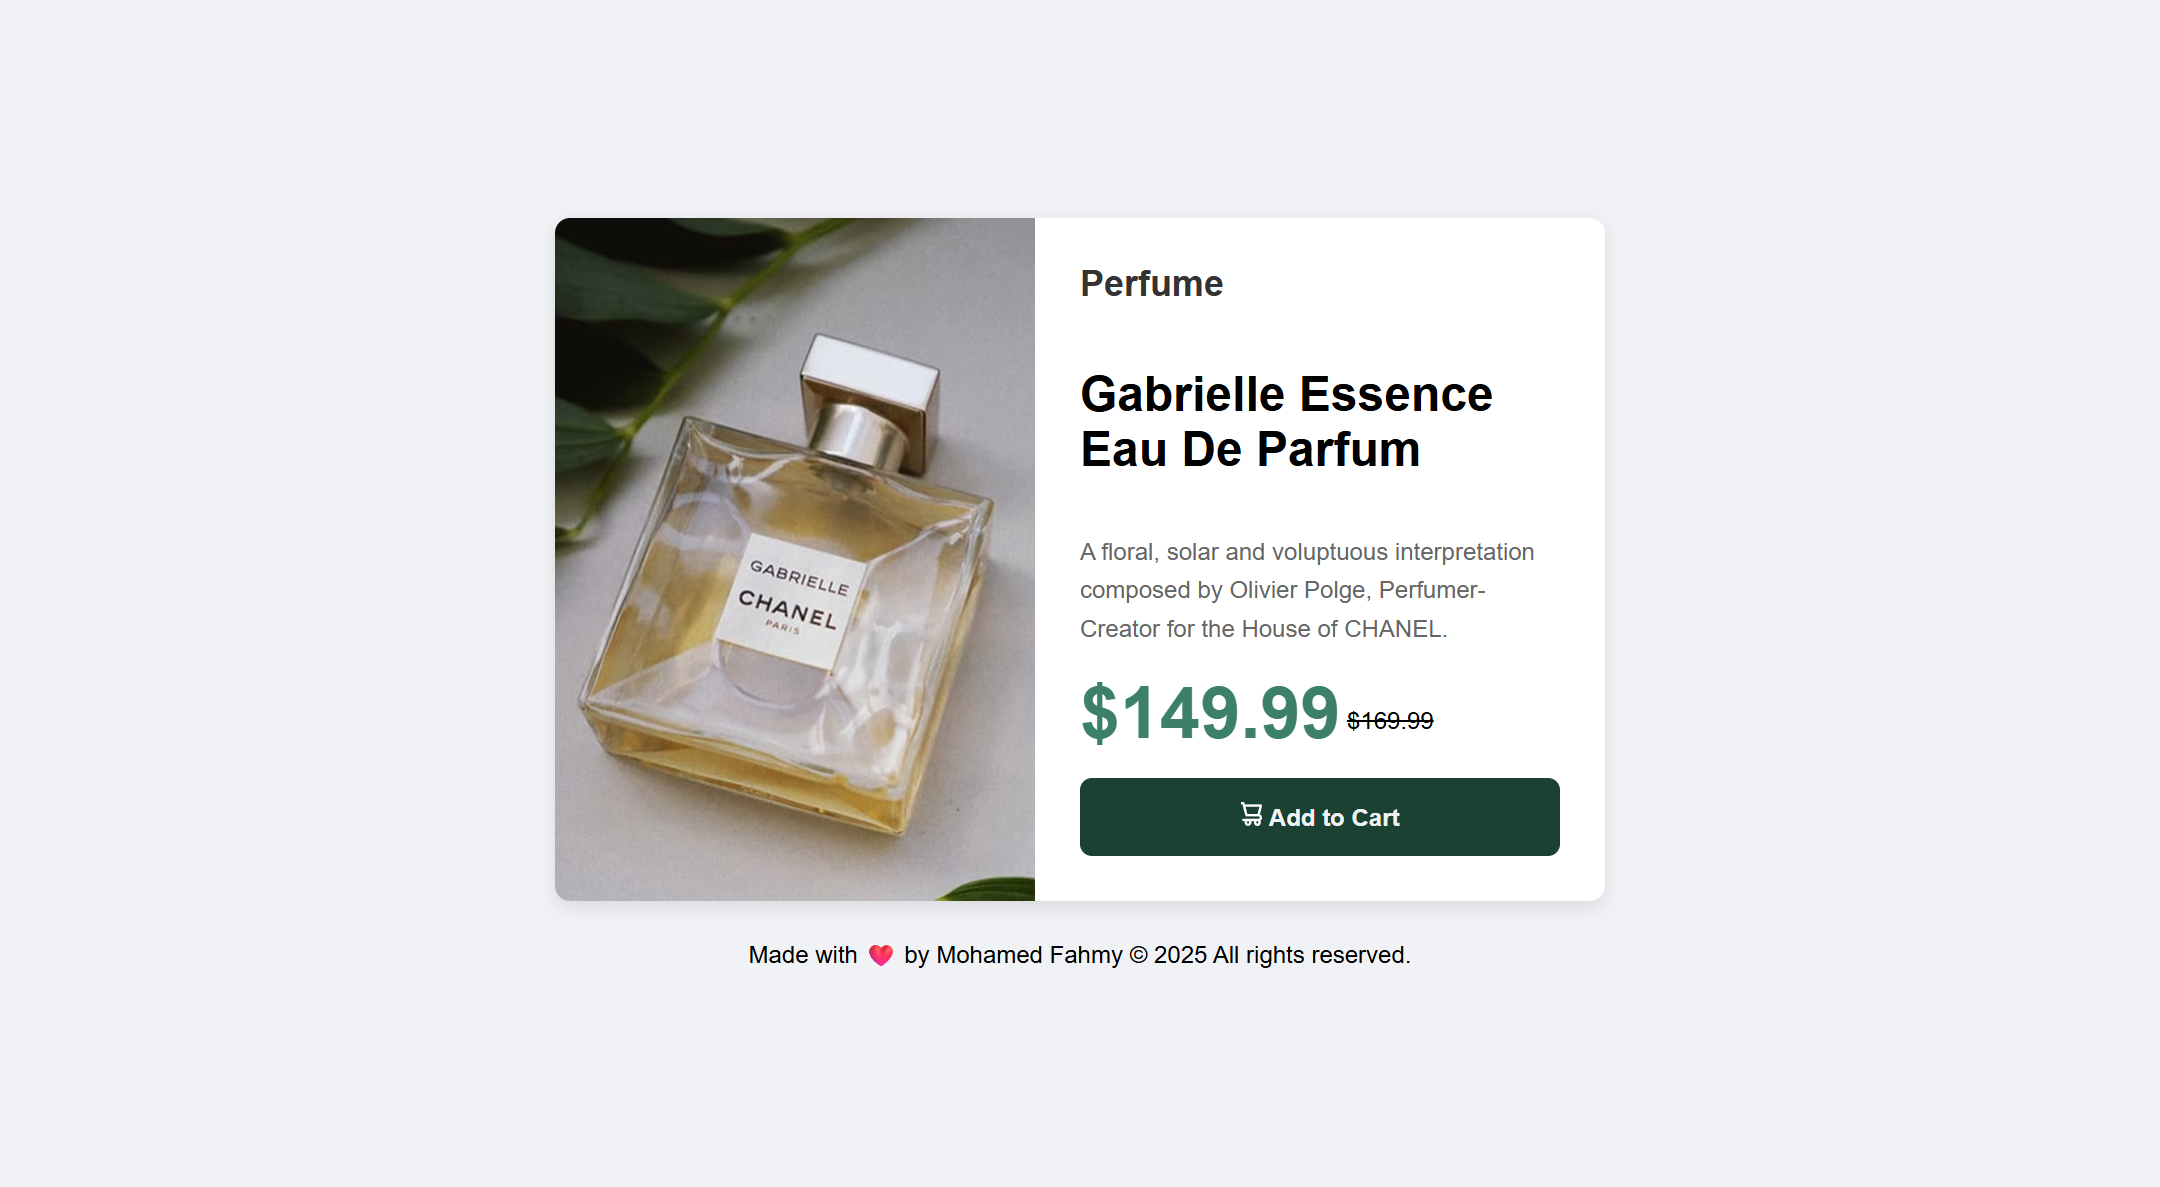 GABRIELLE
CHANEL
PARIS
Perfume
Gabrielle Essence
Eau De Parfum
A floral, solar and voluptuous interpretation
composed by Olivier Polge, Perfumer-
Creator for the House of CHANEL.
$149.99 $169.99
Add to Cart
Made with ❤️ by Mohamed Fahmy © 2025 All rights reserved.